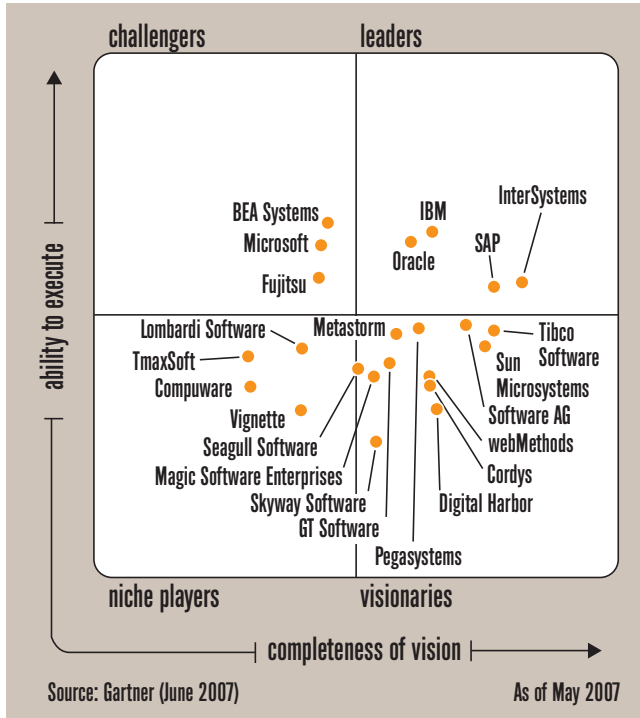 challengers
leaders
InterSystems
BEA Systems
IBM
Microsoft
SAP
Oracle
Fujitsu
ability to execute
Lombardi Software
Metastorm
Tibco
Software
TmaxSoft
Sun
Microsystems
Compuware
Vignette
Software AG
Seagull Software
webMethods
Magic Software Enterprises
Cordys
Skyway Software
Digital Harbor
GT Software
Pegasystems
niche players
visionaries
completeness of vision
Source: Gartner (June 2007)
As of May 2007